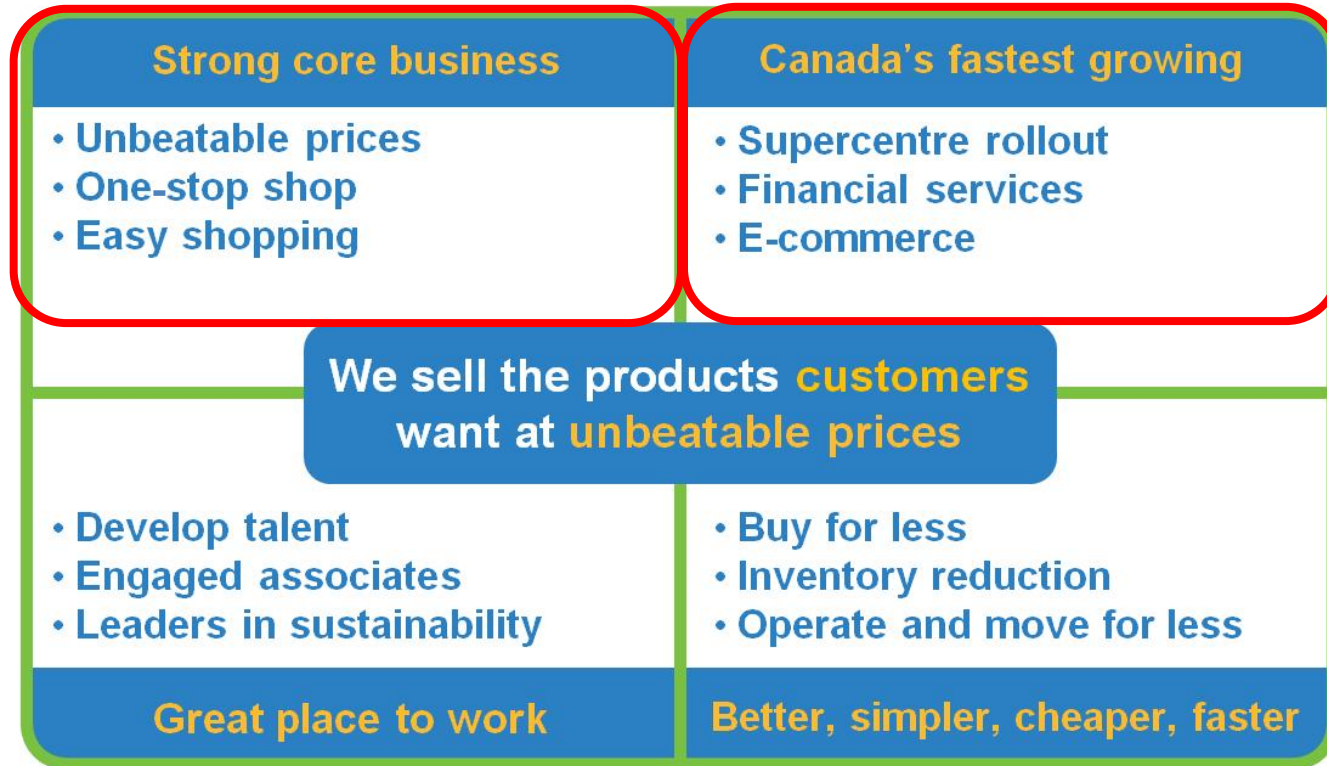 Strong core business
• Unbeatable prices
• One-stop shop
• Easy shopping
Canada's fastest growing
• Supercentre rollout
• Financial services
• E-commerce
We sell the products customers
want at unbeatable prices
• Develop talent
• Engaged associates
• Leaders in sustainability
Great place to work
• Buy for less
• Inventory reduction
• Operate and move for less
Better, simpler, cheaper, faster